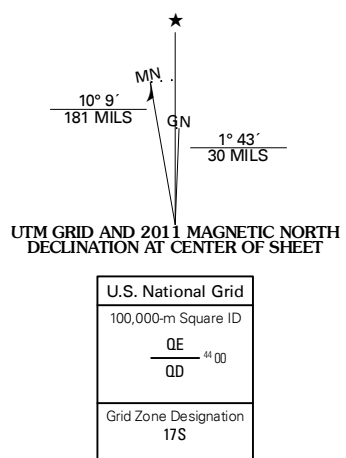 ★
MN
GN
10° 9´
181 MILS
1° 43´
30 MILS
UTM GRID AND 2011 MAGNETIC NORTH
DECLINATION AT CENTER OF SHEET
U.S. National Grid
100,000-m Square ID
QE
44 00
QD
Grid Zone Designation
17S